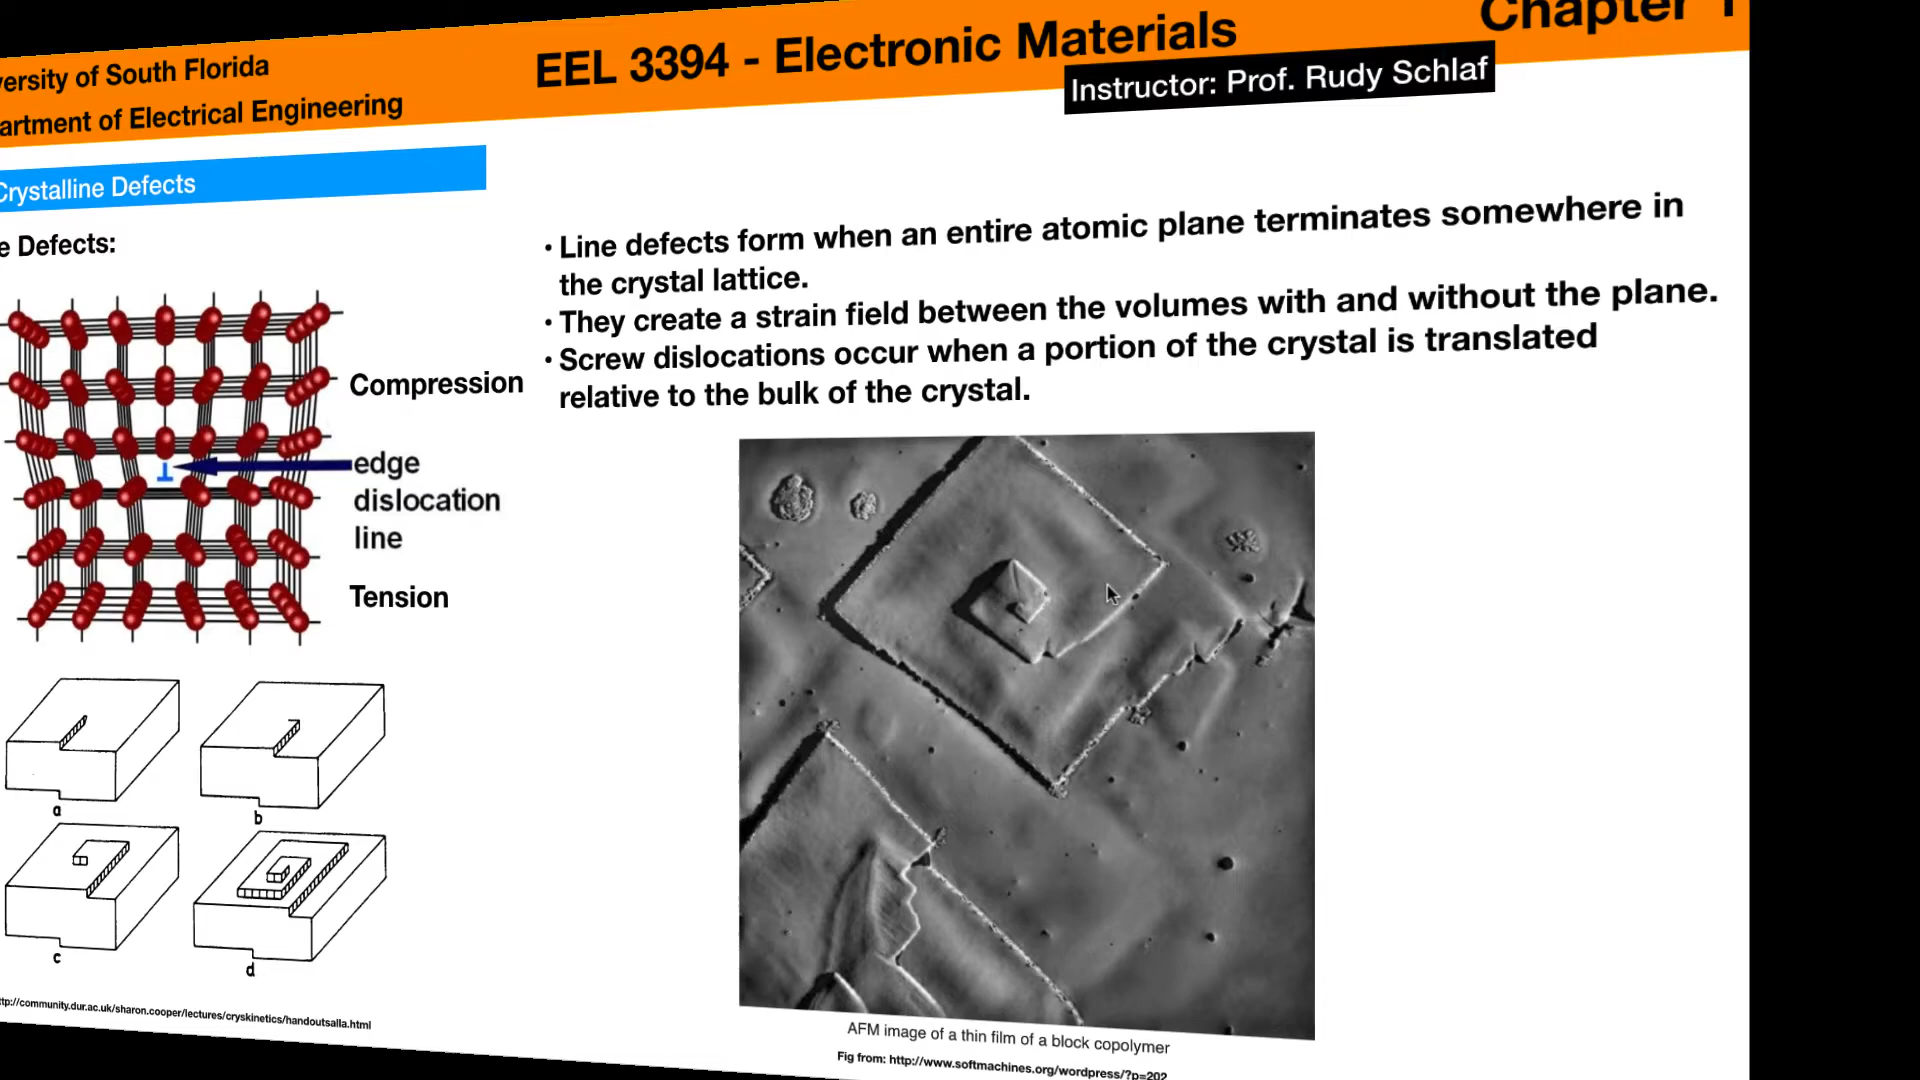 versity of South Florida
artment of Electrical Engineering
EEL 3394 - Electronic Materials
Chapter 1
Instructor: Prof. Rudy Schlaf
Crystalline Defects
e Defects:
• Line defects form when an entire atomic plane terminates somewhere in
the crystal lattice.
• They create a strain field between the volumes with and without the plane.
• Screw dislocations occur when a portion of the crystal is translated
relative to the bulk of the crystal.
Compression
edge
dislocation
line
Tension
a
b
c
d
ttp://community.dur.ac.uk/sharon.cooper/lectures/cryskinetics/handoutsalla.html
AFM image of a thin film of a block copolymer
Fig from: http://www.softmachines.org/wordpress/?p=202